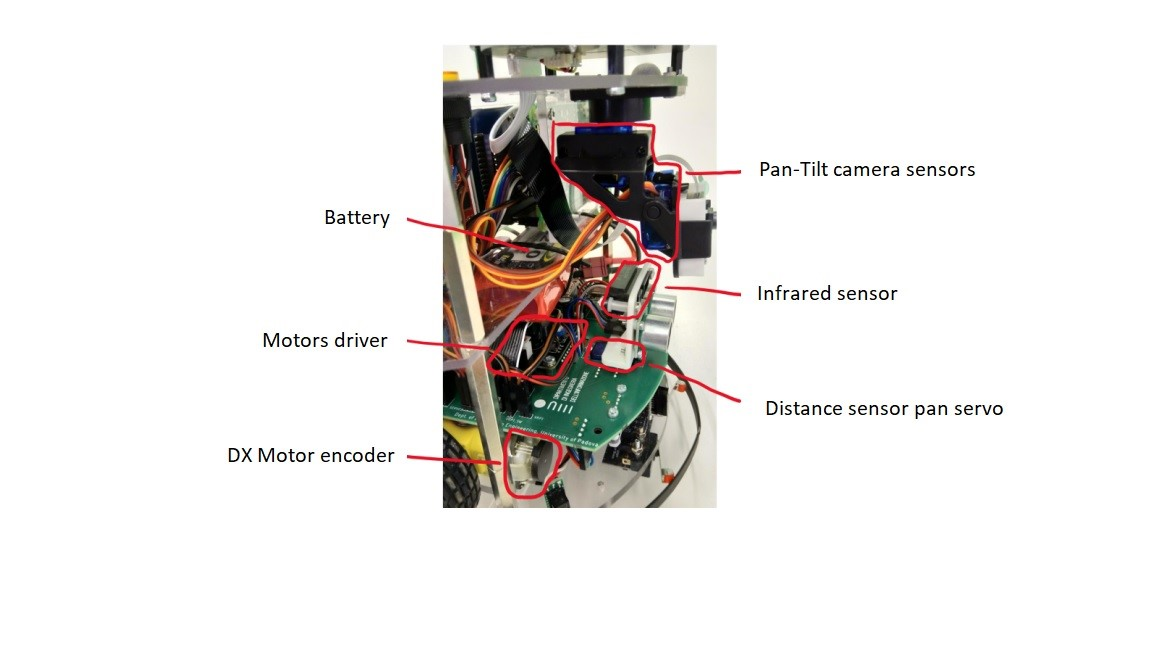 Pan-Tilt camera sensors
Battery
Infrared sensor
Motors driver
Distance sensor pan servo
DX Motor encoder
Engineering, University of Padova